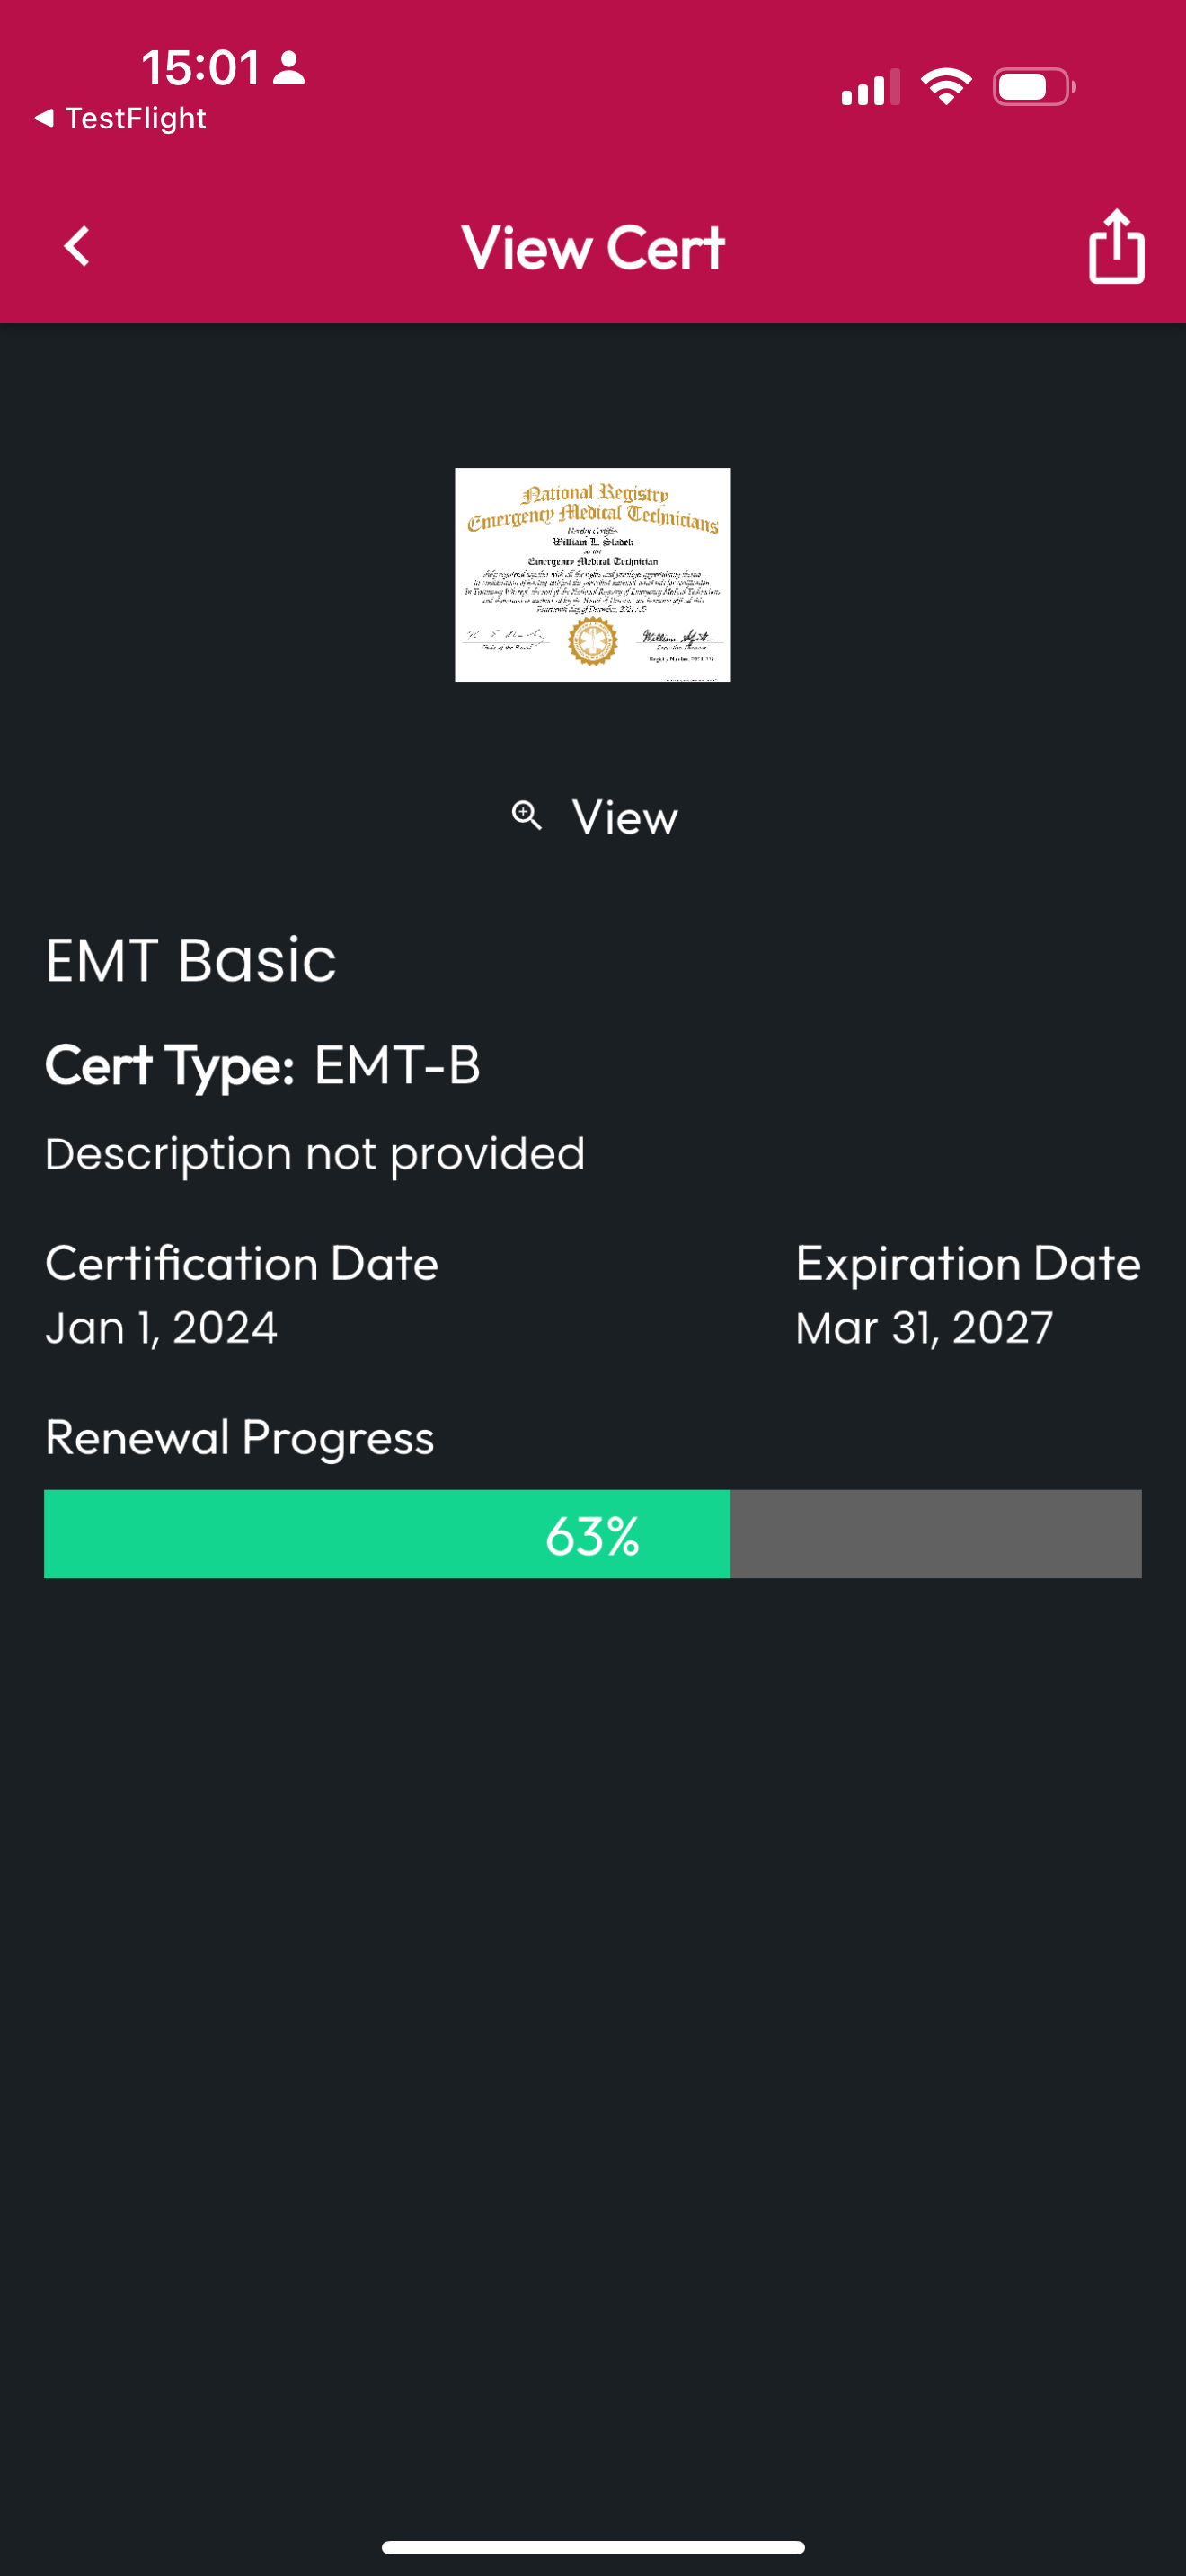 15:01
TestFlight
View Cert
National Registry
Emergency Medical Technicians
Hereby Certifies
William L. Sladek
as an
Emergency Medical Technician
View
EMT Basic
Cert Type: EMT-B
Description not provided
Certification Date
Jan 1, 2024
Expiration Date
Mar 31, 2027
Renewal Progress
63%